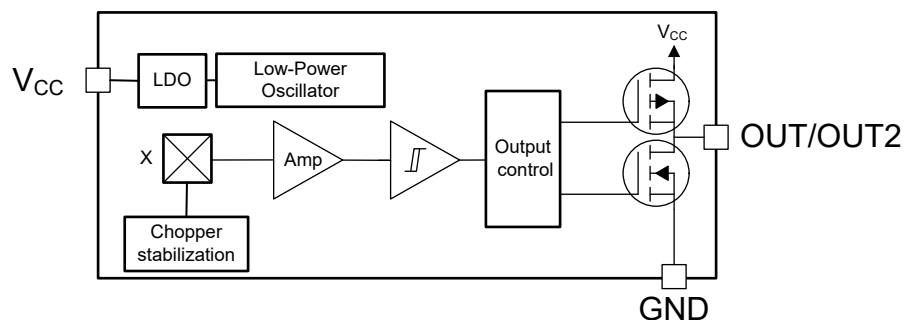 VCC
LDO
Low-Power
Oscillator
VCC
X
Amp
Output
control
OUT/OUT2
Chopper
stabilization
GND